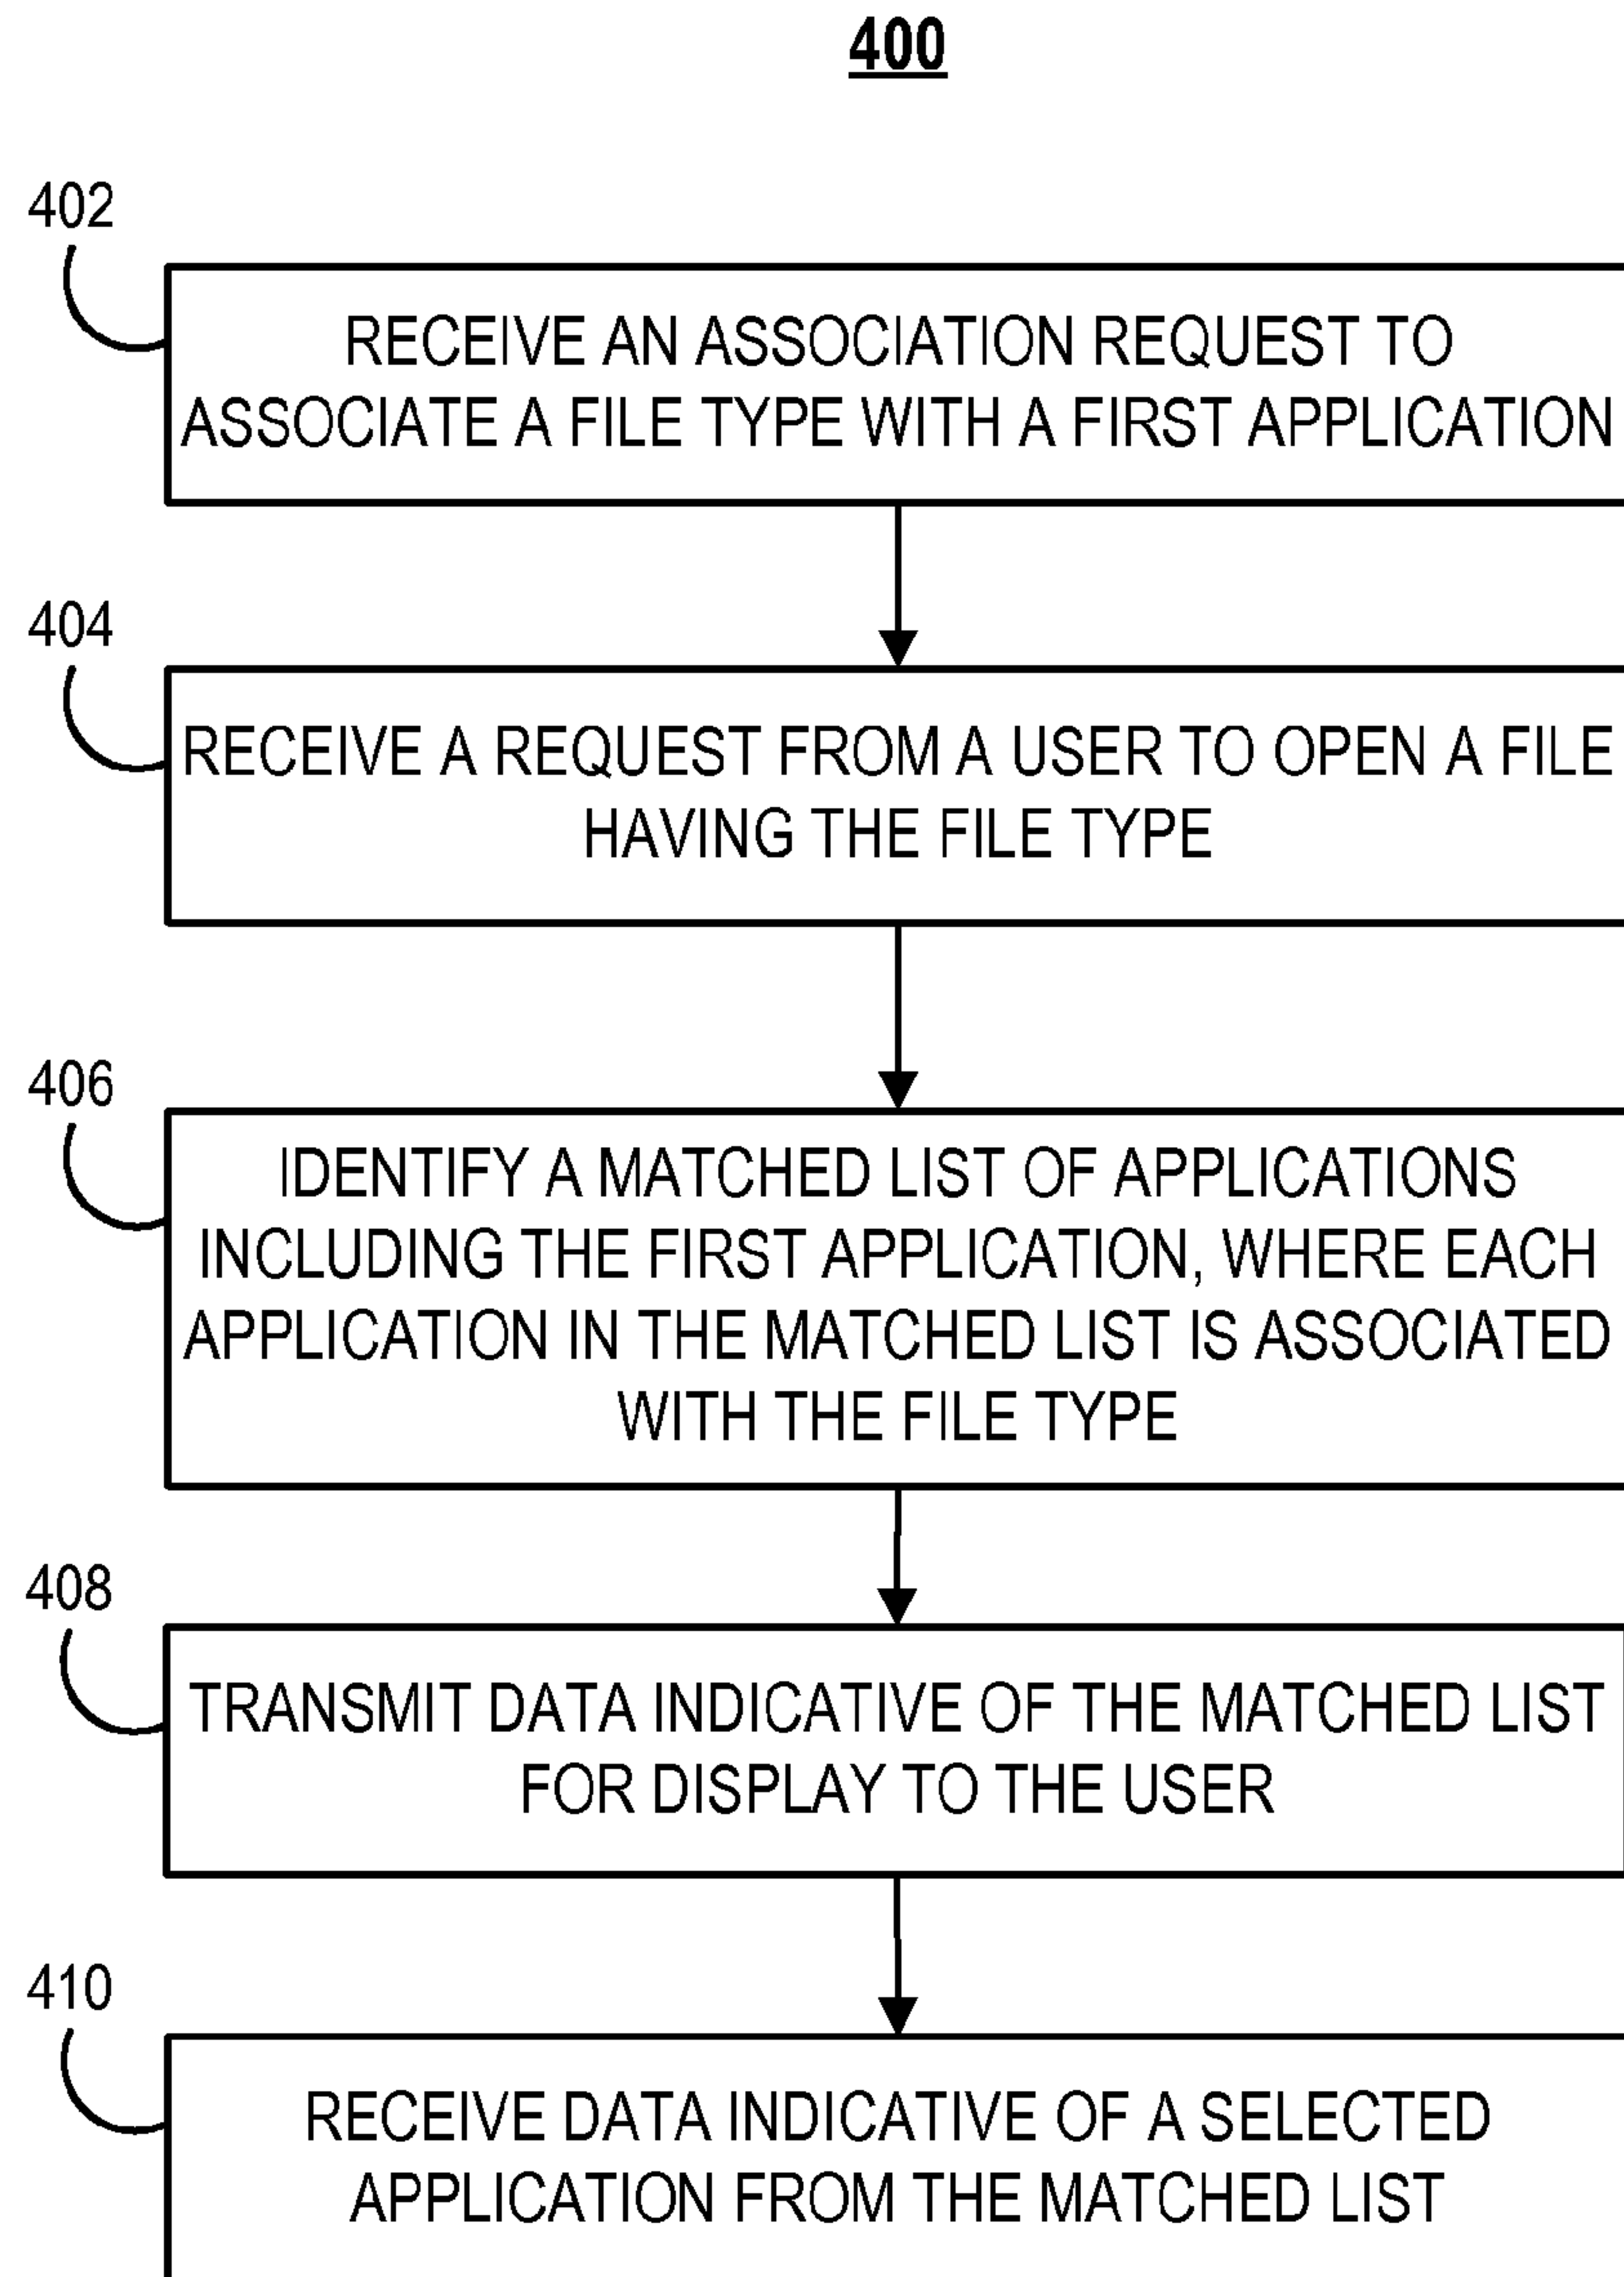 400
402
RECEIVE AN ASSOCIATION REQUEST TO
ASSOCIATE A FILE TYPE WITH A FIRST APPLICATION
404
RECEIVE A REQUEST FROM A USER TO OPEN A FILE
HAVING THE FILE TYPE
406
IDENTIFY A MATCHED LIST OF APPLICATIONS
INCLUDING THE FIRST APPLICATION, WHERE EACH
APPLICATION IN THE MATCHED LIST IS ASSOCIATED
WITH THE FILE TYPE
408
TRANSMIT DATA INDICATIVE OF THE MATCHED LIST
FOR DISPLAY TO THE USER
410
RECEIVE DATA INDICATIVE OF A SELECTED
APPLICATION FROM THE MATCHED LIST